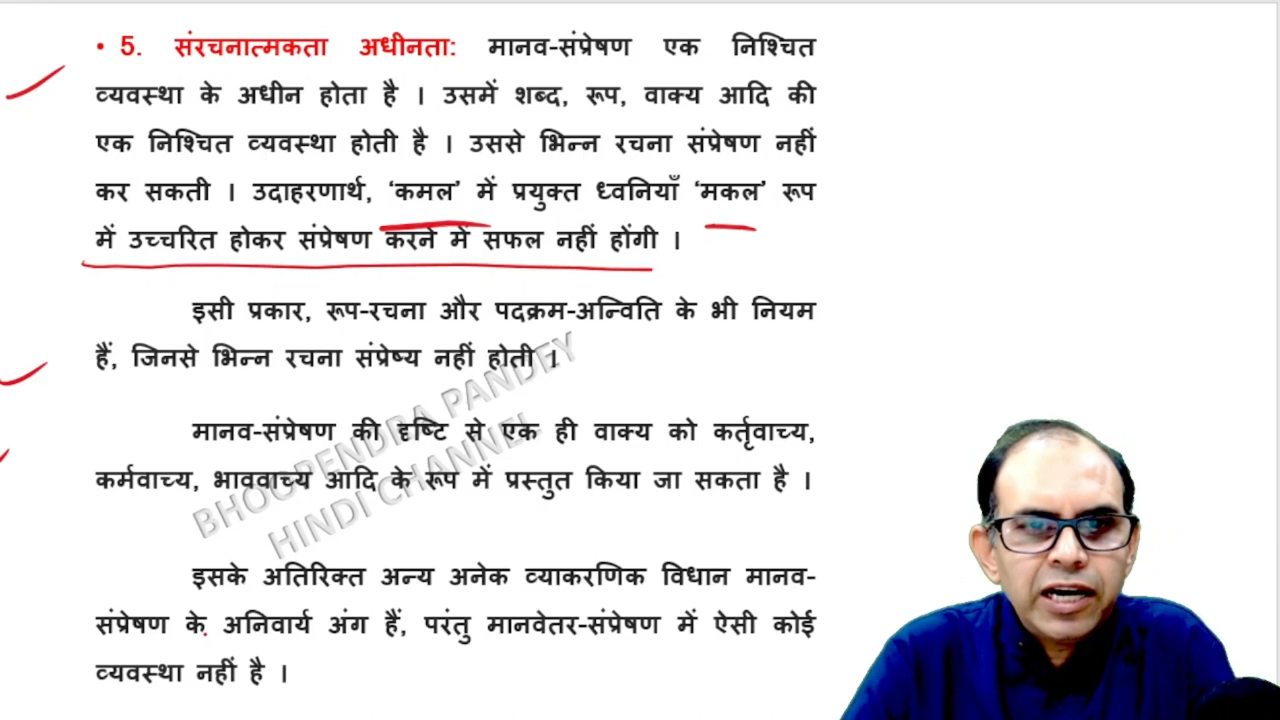 • 5. संरचनात्मकता अधीनता: मानव-संप्रेषण एक निश्चित
व्यवस्था के अधीन होता है । उसमें शब्द, रूप, वाक्य आदि की
एक निश्चित व्यवस्था होती है । उससे भिन्न रचना संप्रेषण नहीं
कर सकती । उदाहरणार्थ, ‘कमल’ में प्रयुक्त ध्वनियाँ ‘मकल’ रूप
में उच्चरित होकर संप्रेषण करने में सफल नहीं होंगी ।
इसी प्रकार, रूप-रचना और पदक्रम-अन्विति के भी नियम
हैं, जिनसे भिन्न रचना संप्रेष्य नहीं होती ।
मानव-संप्रेषण की दृष्टि से एक ही वाक्य को कर्तृवाच्य,
कर्मवाच्य, भाववाच्य आदि के रूप में प्रस्तुत किया जा सकता है ।
इसके अतिरिक्त अन्य अनेक व्याकरणिक विधान मानव-
संप्रेषण के अनिवार्य अंग हैं, परंतु मानवेतर-संप्रेषण में ऐसी कोई
व्यवस्था नहीं है ।
BHOOPENDRA PANDEY
HINDI CHANNEL